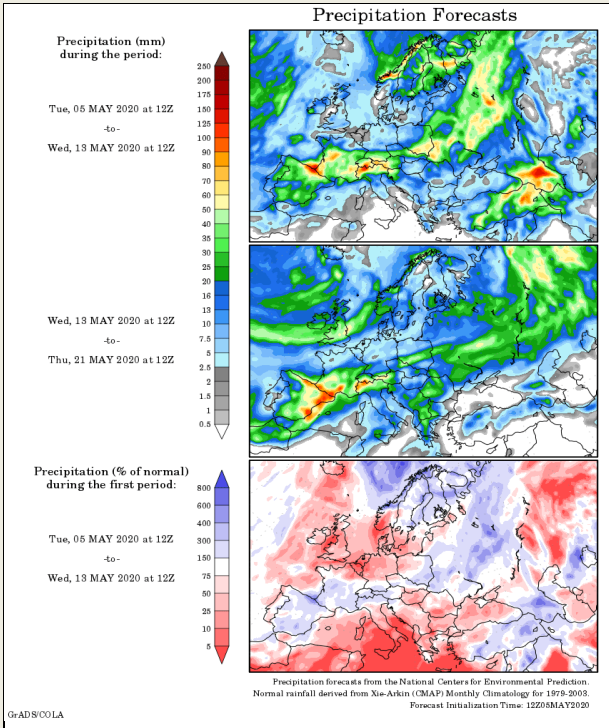 Precipitation Forecasts
Precipitation (mm)
during the period:
Tue, 05 MAY 2020 at 12Z
-to-
Wed, 13 MAY 2020 at 12Z
250
200
175
150
125
100
90
80
70
60
50
40
35
30
25
20
16
13
10
7.5
5
2.5
2
1.5
1
0.5
Wed, 13 MAY 2020 at 12Z
-to-
Thu, 21 MAY 2020 at 12Z
Precipitation (% of normal)
during the first period:
Tue, 05 MAY 2020 at 12Z
-to-
Wed, 13 MAY 2020 at 12Z
800
600
400
300
150
75
50
25
10
5
Precipitation forecasts from the National Centers for Environmental Prediction.
Normal rainfall derived from Xie-Arkin (CMAP) Monthly Climatology for 1979-2003.
Forecast Initialization Time: 12Z05MAY2020
GrADS/COLA